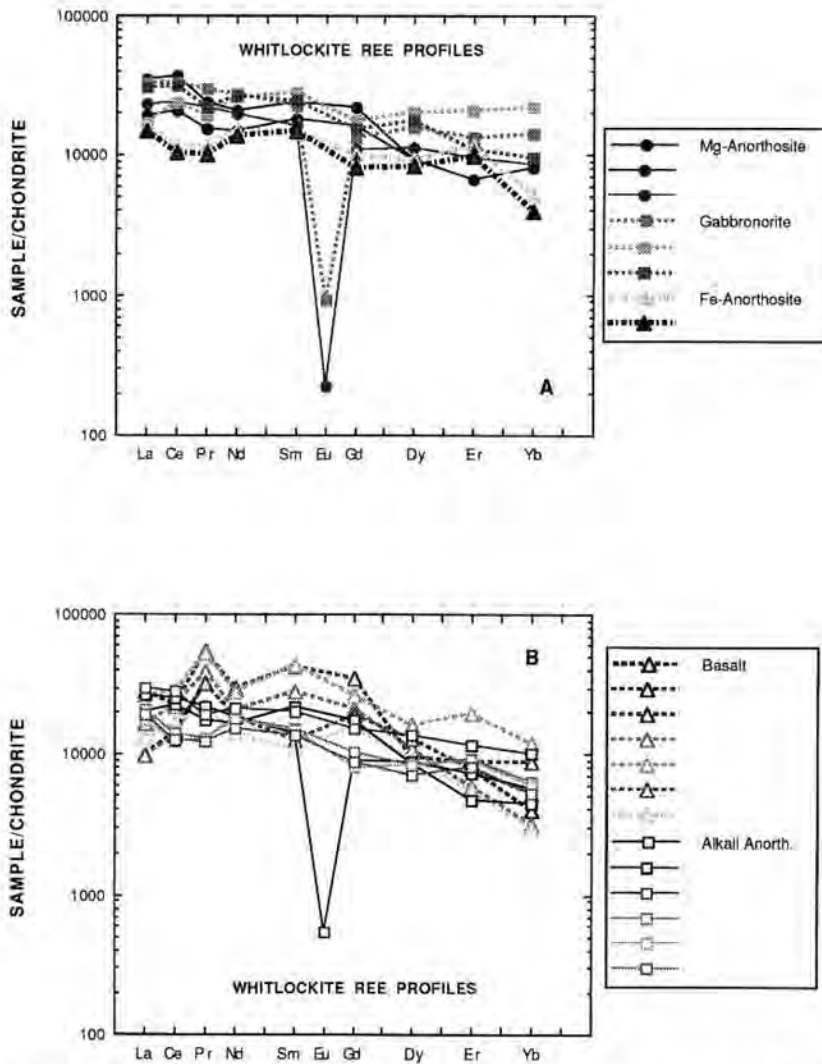 100000
WHITLOCKITE REE PROFILES
10000
1000
100
SAMPLE/CHONDRITE
A
La Ce Pr Nd Sm Eu Gd Dy Er Yb
Mg-Anorthosite
Gabbronorite
Fe-Anorthosite
100000
B
10000
1000
WHITLOCKITE REE PROFILES
100
SAMPLE/CHONDRITE
La Ce Pr Nd Sm Eu Gd Dy Er Yb
Basalt
Alkali Anorth.